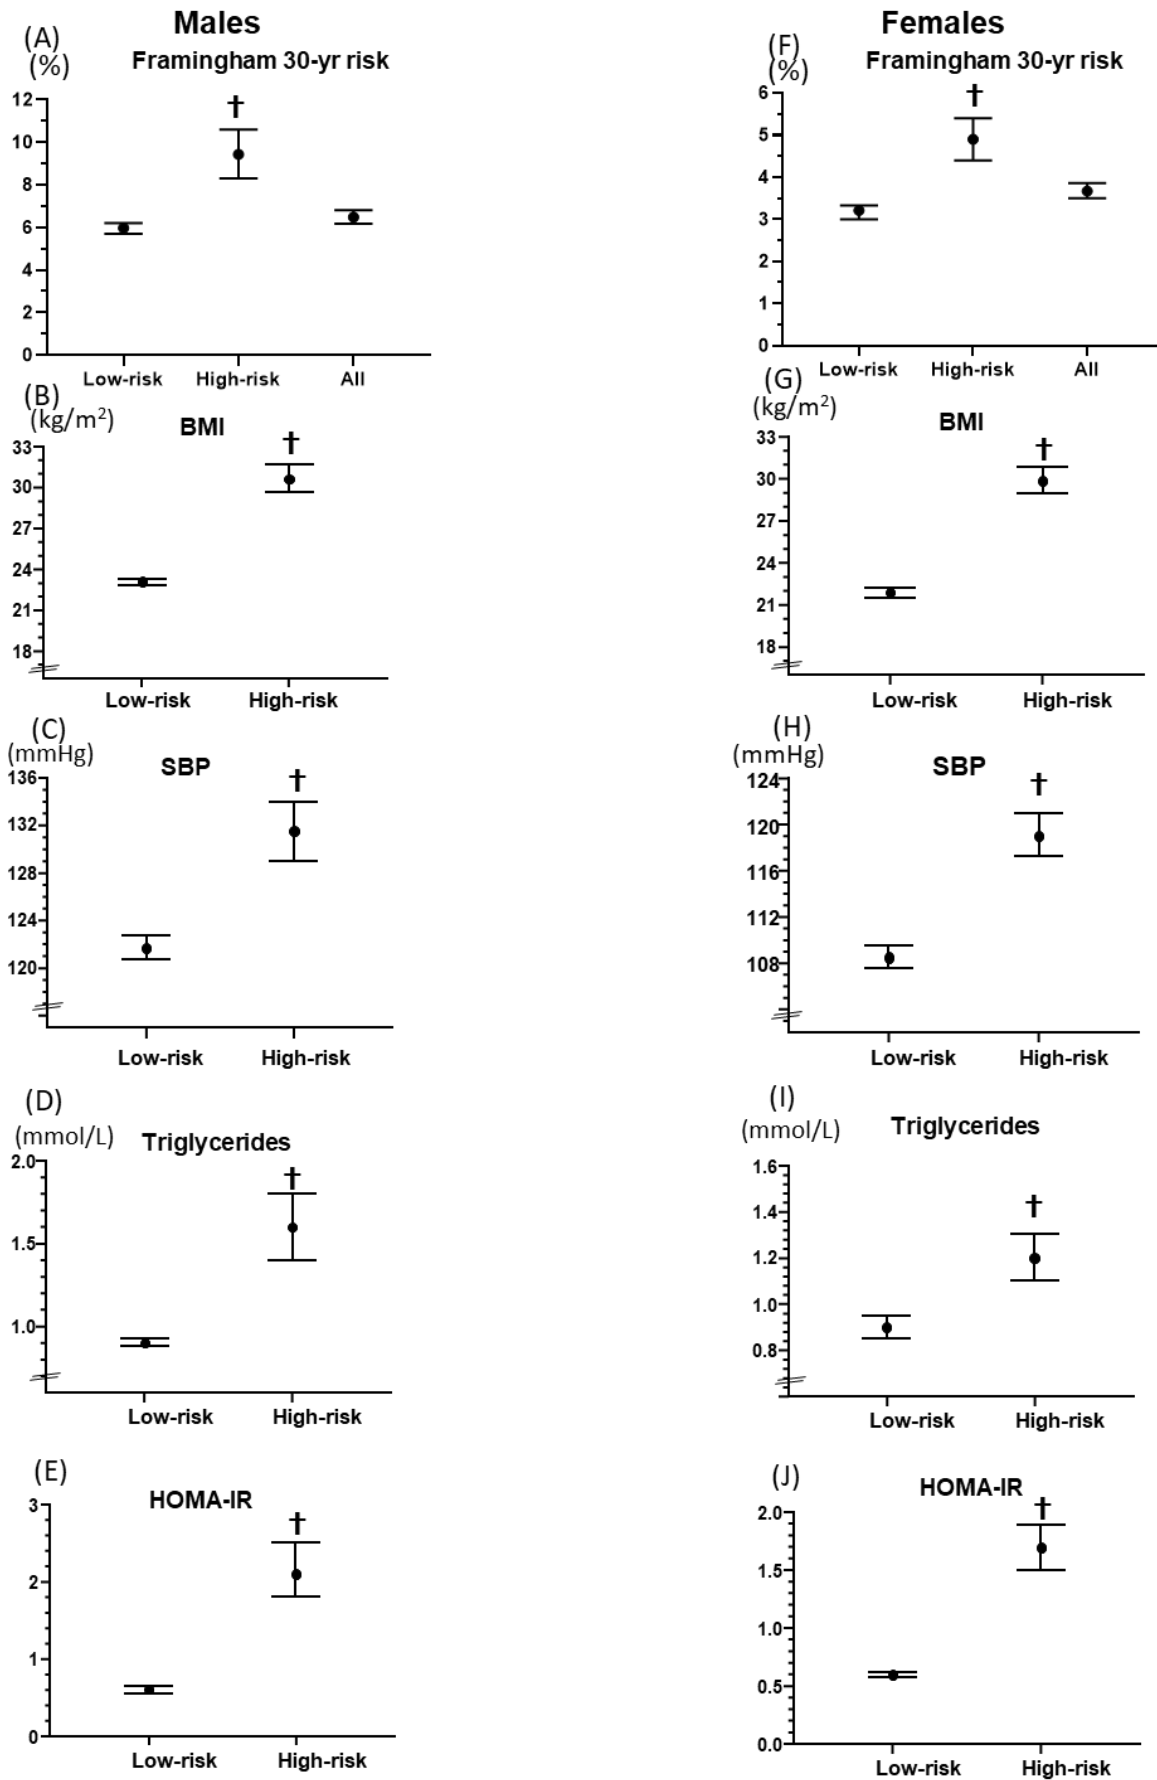 Males
(A)
(%)
Framingham 30-yr risk
†
12
10
8
6
4
2
0
Low-risk High-risk All
(B)
(kg/m²)
BMI
†
33
30
27
24
21
18
Low-risk High-risk
(C)
(mmHg)
SBP
†
136
132
128
124
120
Low-risk High-risk
(D)
(mmol/L)
Triglycerides
†
2.0
1.5
1.0
Low-risk High-risk
(E)
HOMA-IR
†
3
2
1
0
Low-risk High-risk
Females
(F)
(%)
Framingham 30-yr risk
†
6
5
4
3
2
1
0
Low-risk High-risk All
(G)
(kg/m²)
BMI
†
33
30
27
24
21
18
Low-risk High-risk
(H)
(mmHg)
SBP
†
124
120
116
112
108
Low-risk High-risk
(I)
(mmol/L)
Triglycerides
†
1.6
1.4
1.2
1.0
0.8
Low-risk High-risk
(J)
HOMA-IR
†
2.0
1.5
1.0
0.5
0.0
Low-risk High-risk